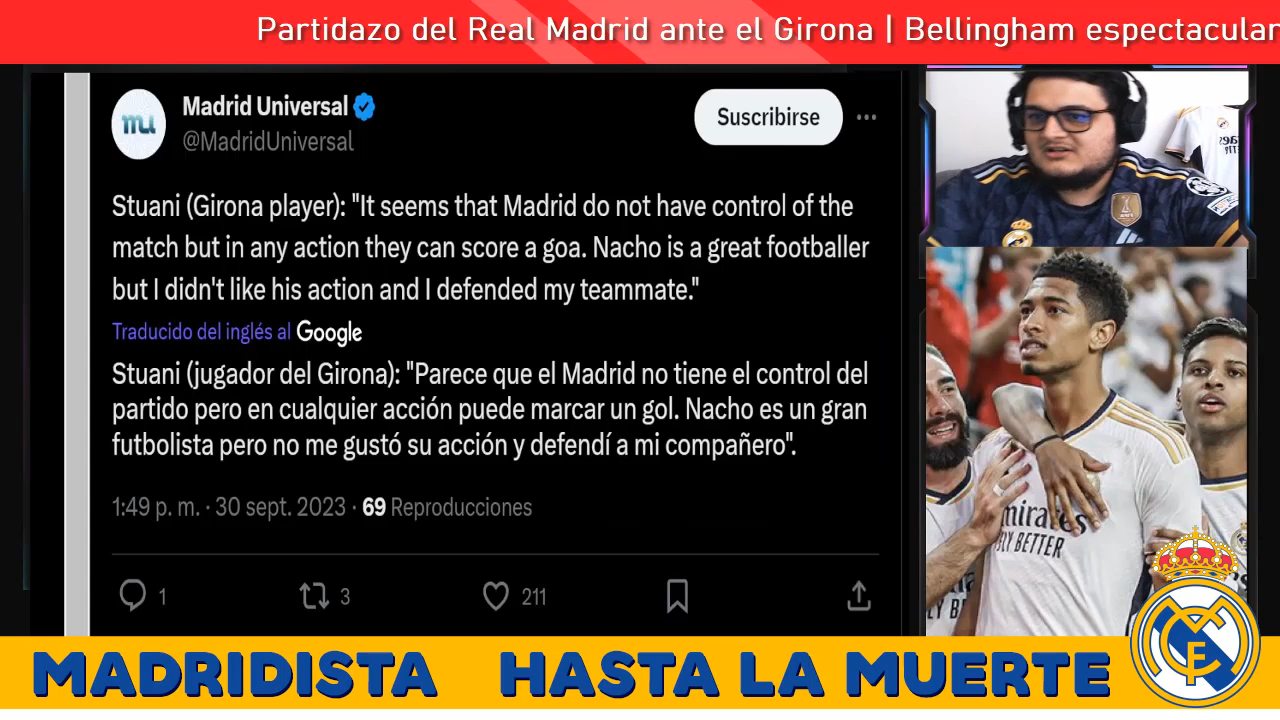 Partidazo del Real Madrid ante el Girona | Bellingham espectacular
Madrid Universal
@MadridUniversal
Suscribirse
Stuani (Girona player): "It seems that Madrid do not have control of the
match but in any action they can score a goa. Nacho is a great footballer
but I didn't like his action and I defended my teammate."
Traducido del inglés al Google
Stuani (jugador del Girona): "Parece que el Madrid no tiene el control del
partido pero en cualquier acción puede marcar un gol. Nacho es un gran
futbolista pero no me gustó su acción y defendí a mi compañero".
1:49 p. m. · 30 sept. 2023 · 69 Reproducciones
1
3
211
mirates
LY BETTER
MADRIDISTA HASTA LA MUERTE